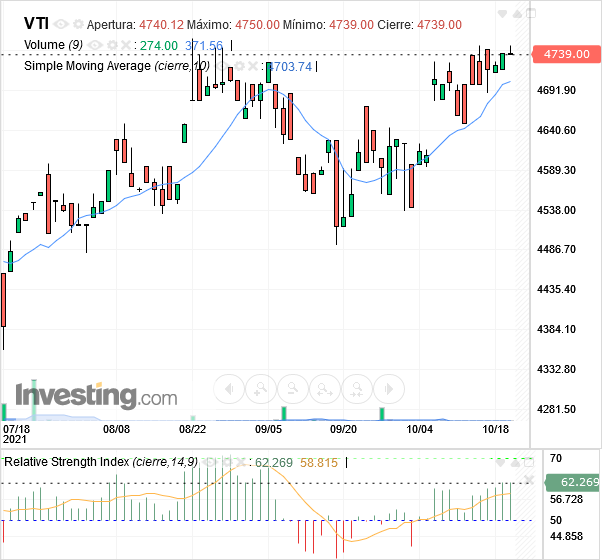 VTI Apertura: 4740.12 Máximo: 4750.00 Mínimo: 4739.00 Cierre: 4739.00
Volume (9) 274.00 371.56
Simple Moving Average (cierre,10) : 4703.74
4739.00
4691.90
4640.60
4589.30
4538.00
4486.70
4435.40
4384.10
4332.80
4281.50
Investing.com
07/18 08/08 08/22 09/05 09/20 10/04 10/18
2021
Relative Strength Index (cierre,14,9) : 62.269 58.815
70
62.269
56.728
50
44.858